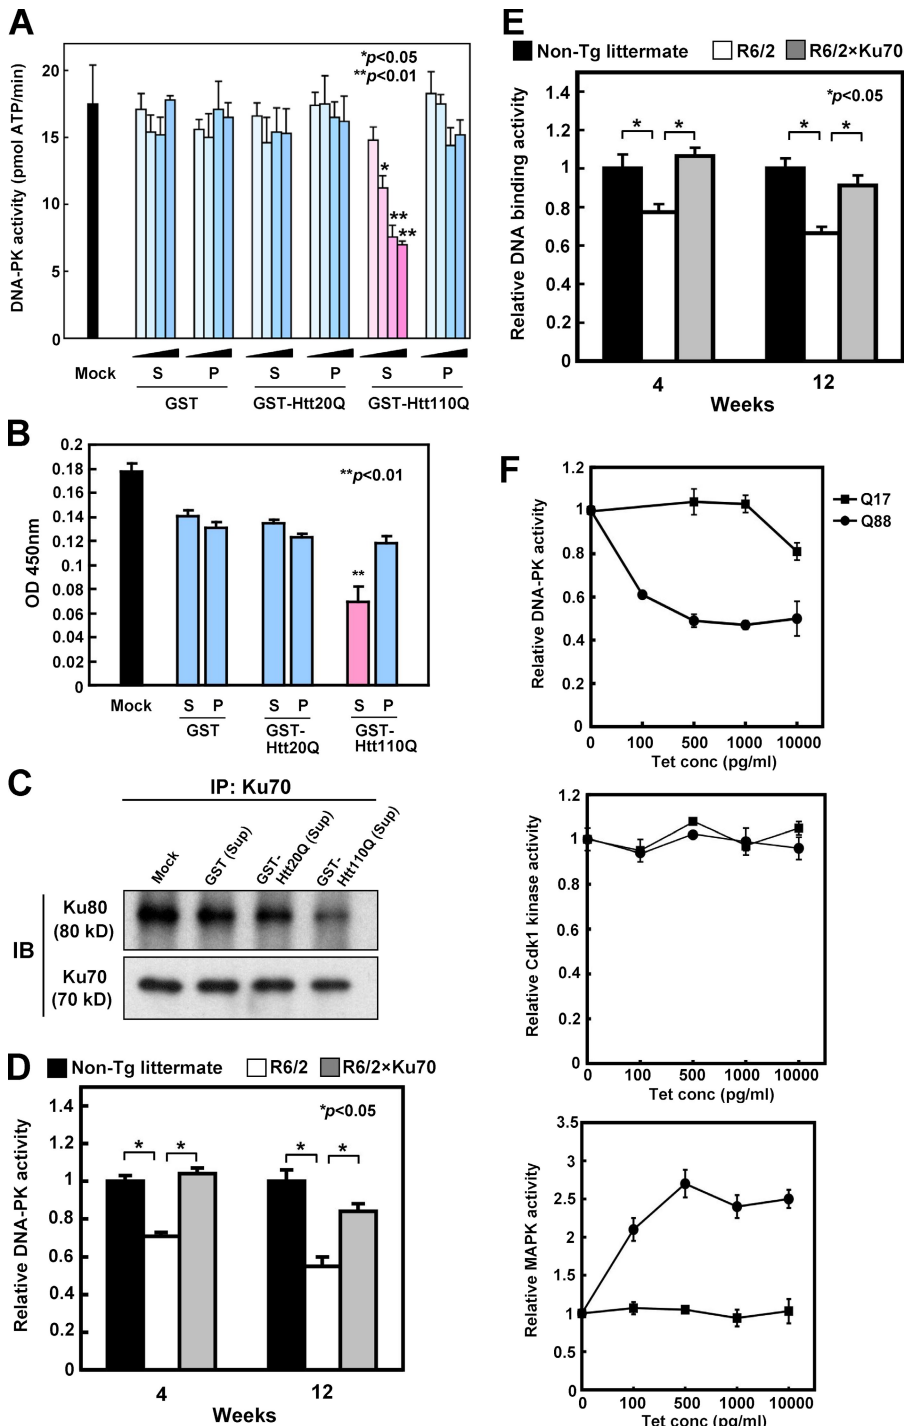 A
*p<0.05
**p<0.01
DNA-PK activity (pmol ATP/min)
20
15
10
5
0
*
**
**
S P S P S P
Mock
GST GST-Htt20Q GST-Htt110Q
B
**p<0.01
OD 450nm
0.2
0.18
0.16
0.14
0.12
0.1
0.08
0.06
0.04
0.02
0
**
Mock S P S P S P
GST GST-Htt20Q GST-Htt110Q
C
IP: Ku70
Mock
GST (Sup)
GST-Htt20Q (Sup)
GST-Htt110Q (Sup)
IB
Ku80
(80 kD)
Ku70
(70 kD)
D
Non-Tg littermate R6/2 R6/2×Ku70
*p<0.05
Relative DNA-PK activity
1.4
1.2
1
0.8
0.6
0.4
0.2
0
* * * *
4 12
Weeks
E
Non-Tg littermate R6/2 R6/2×Ku70
*p<0.05
Relative DNA binding activity
1.4
1.2
1
0.8
0.6
0.4
0.2
0
* * * *
4 12
Weeks
F
Q17
Q88
Relative DNA-PK activity
1.2
1
0.8
0.6
0.4
0.2
0
0 100 500 1000 10000
Tet conc (pg/ml)
Relative Cdk1 kinase activity
1.2
1
0.8
0.6
0.4
0.2
0
0 100 500 1000 10000
Tet conc (pg/ml)
Relative MAPK activity
3.5
3
2.5
2
1.5
1
0.5
0
0 100 500 1000 10000
Tet conc (pg/ml)